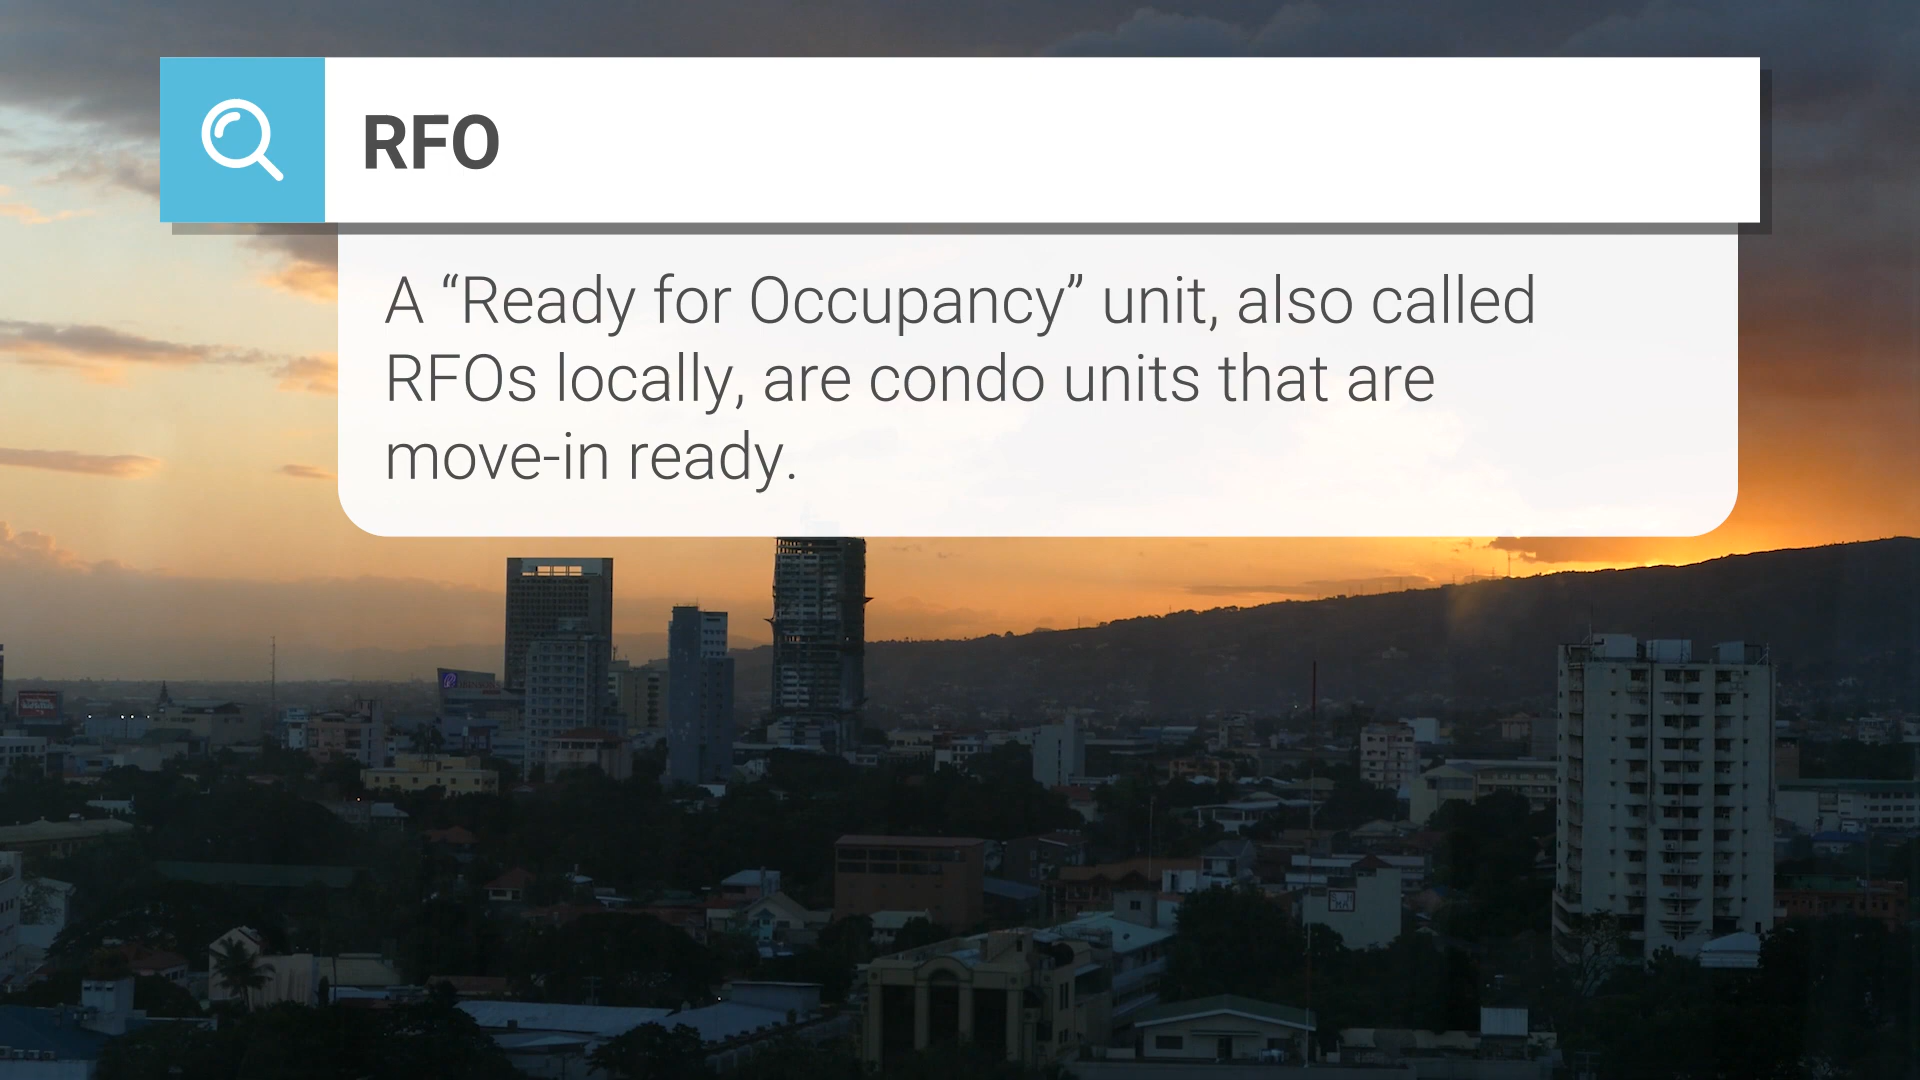 RFO
A “Ready for Occupancy” unit, also called
RFOs locally, are condo units that are
move-in ready.